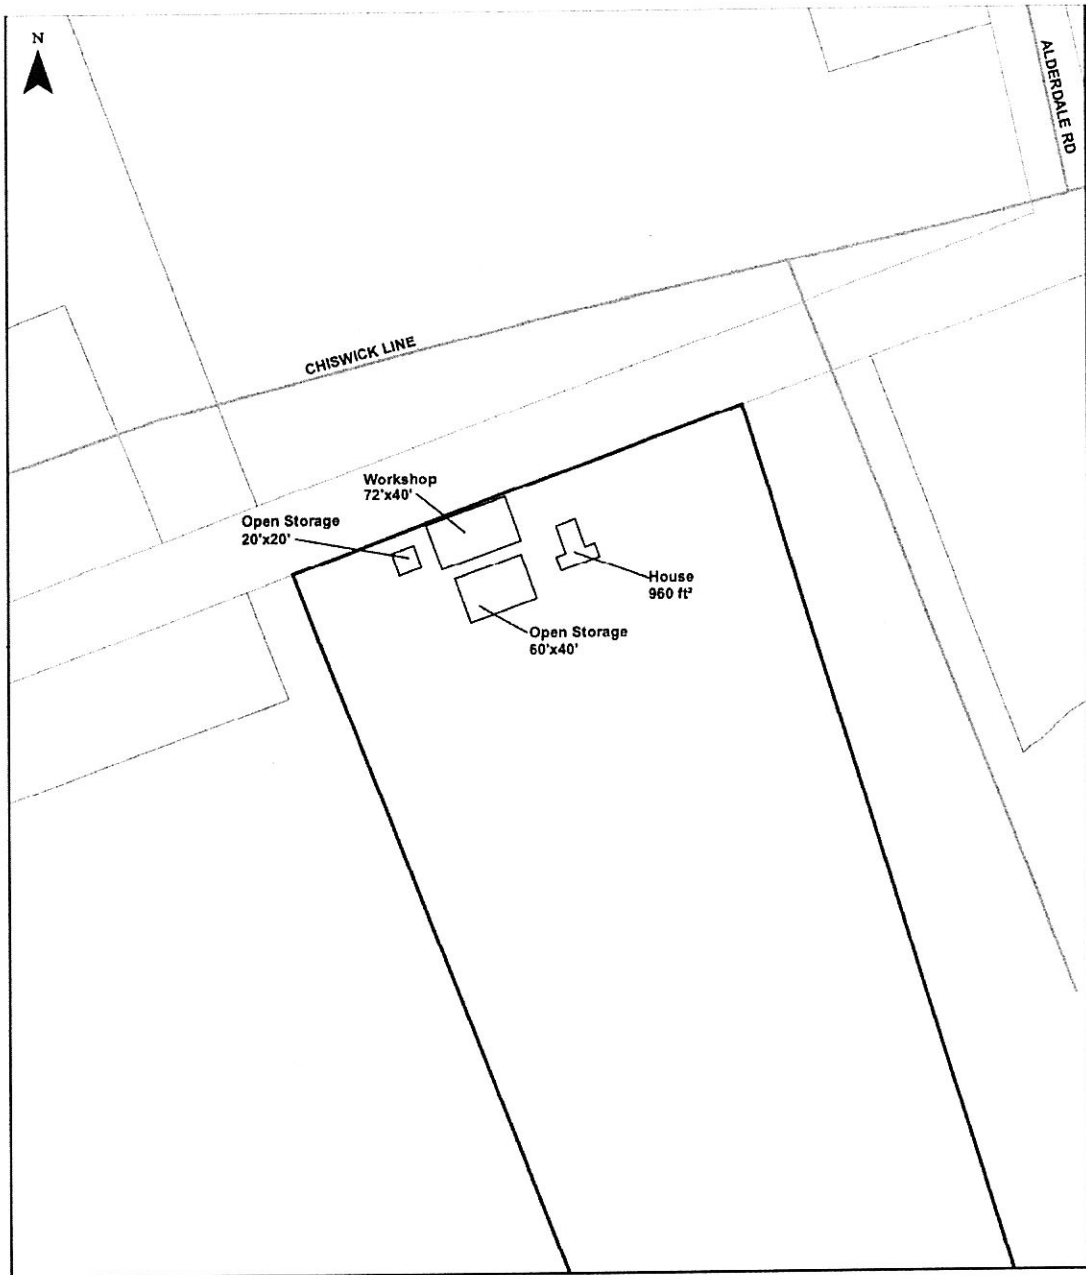 N
ALDERDALE RD
CHISWICK LINE
Workshop
72'x40'
Open Storage
20'x20'
House
960 ft²
Open Storage
60'x40'